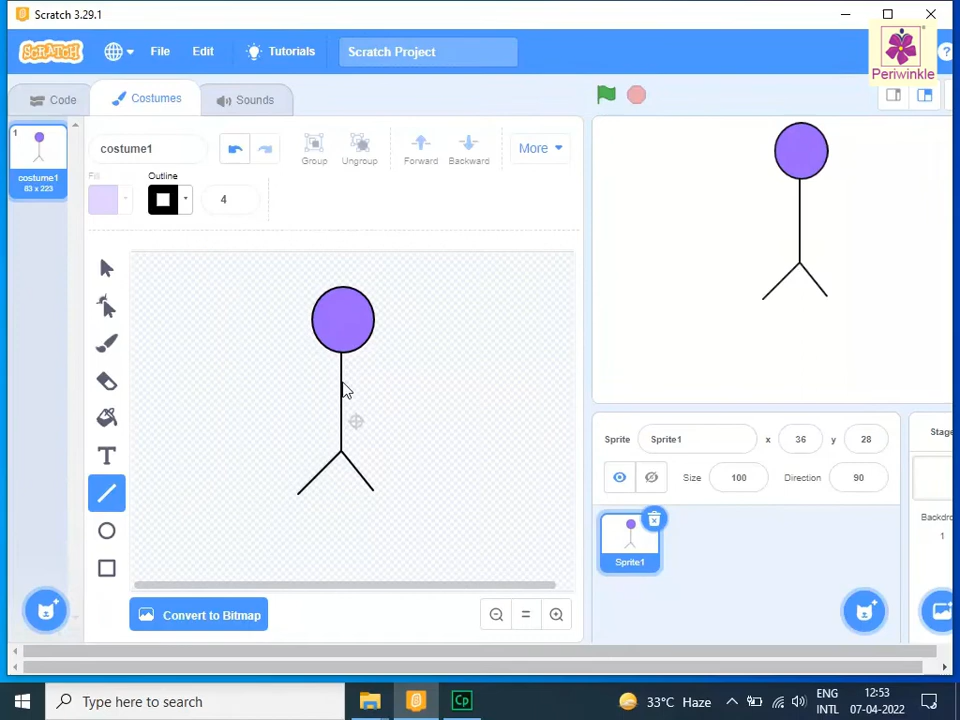 Scratch 3.29.1
SCRATCH
File
Edit
Tutorials
Scratch Project
Periwinkle
?
Code
Costumes
Sounds
1
costume1
83 x 223
costume1
Group
Ungroup
Forward
Backward
More
Fill
Outline
4
T
Convert to Bitmap
Sprite
Sprite1
x
36
y
28
Size
100
Direction
90
Sprite1
Stage
Backdro
1
Type here to search
Cp
33°C Haze
ENG
INTL
12:53
07-04-2022